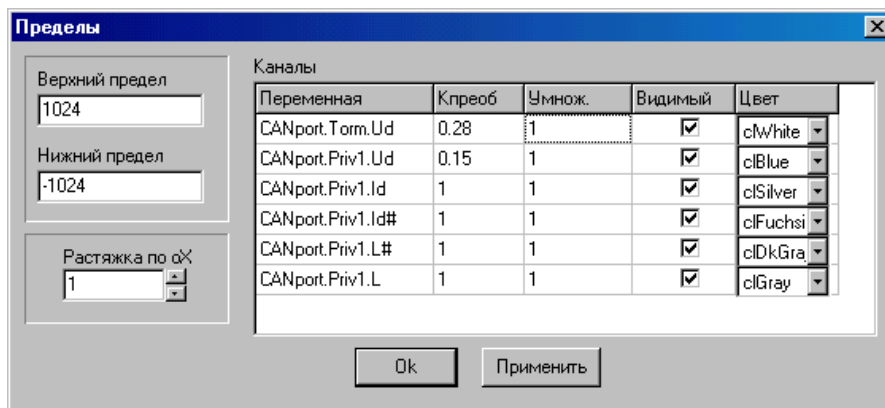 Пределы
Верхний предел
1024
Нижний предел
-1024
Растяжка по oX
1
Каналы
Переменная Кпреоб Умнож. Видимый Цвет
CANport.Torm.Ud 0.28 1 clWhite
CANport.Priv1.Ud 0.15 1 clBlue
CANport.Priv1.Id 1 1 clSilver
CANport.Priv1.Id# 1 1 clFuchsi
CANport.Priv1.L# 1 1 clDkGra
CANport.Priv1.L 1 1 clGray
Ok Применить